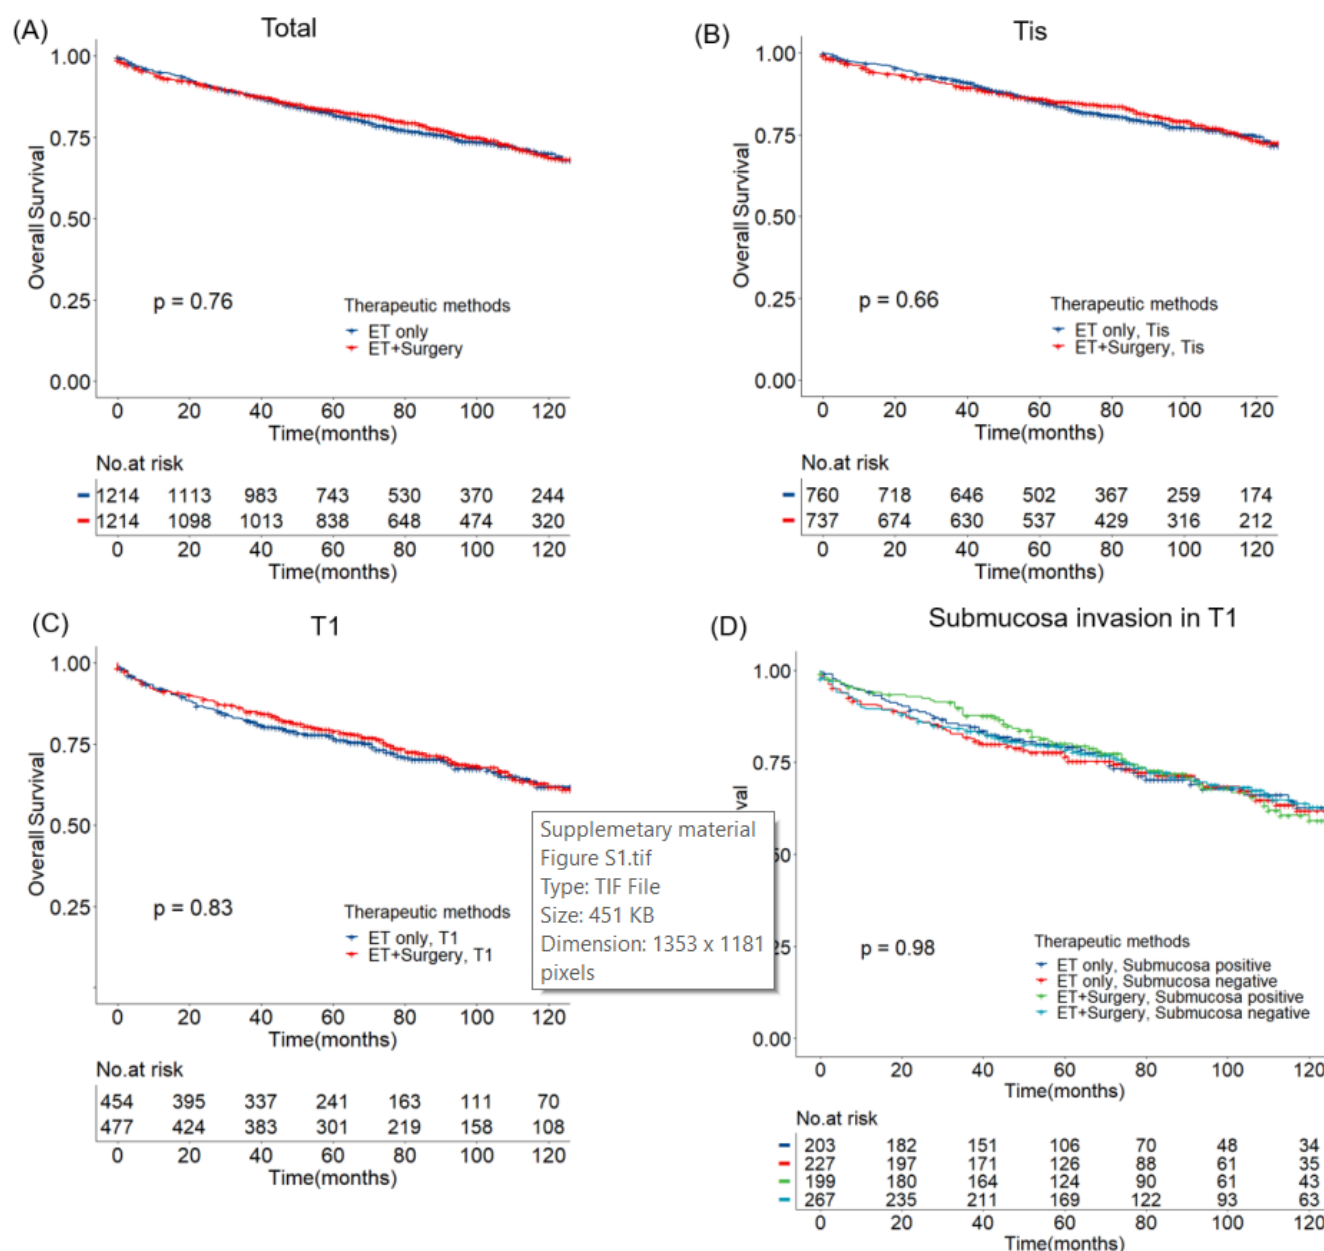 (A)
Total
1.00
0.75
0.50
0.25
0.00
Overall Survival
p = 0.76
Therapeutic methods
ET only
ET+Surgery
0 20 40 60 80 100 120
Time(months)
No.at risk
1214 1113 983 743 530 370 244
1214 1098 1013 838 648 474 320
0 20 40 60 80 100 120
Time(months)
(B)
Tis
1.00
0.75
0.50
0.25
0.00
Overall Survival
p = 0.66
Therapeutic methods
ET only, Tis
ET+Surgery, Tis
0 20 40 60 80 100 120
Time(months)
No.at risk
760 718 646 502 367 259 174
737 674 630 537 429 316 212
0 20 40 60 80 100 120
Time(months)
(C)
T1
1.00
0.75
0.50
0.25
Overall Survival
p = 0.83
Therapeutic methods
ET only, T1
ET+Surgery, T1
0 20 40 60 80 100 120
Time(months)
No.at risk
454 395 337 241 163 111 70
477 424 383 301 219 158 108
0 20 40 60 80 100 120
Time(months)
Supplemetary material
Figure S1.tif
Type: TIF File
Size: 451 KB
Dimension: 1353 x 1181
pixels
(D)
Submucosa invasion in T1
1.00
0.75
50
25
0.00
val
p = 0.98
Therapeutic methods
ET only, Submucosa positive
ET only, Submucosa negative
ET+Surgery, Submucosa positive
ET+Surgery, Submucosa negative
0 20 40 60 80 100 120
Time(months)
No.at risk
203 182 151 106 70 48 34
227 197 171 126 88 61 35
199 180 164 124 90 61 43
267 235 211 169 122 93 63
0 20 40 60 80 100 120
Time(months)